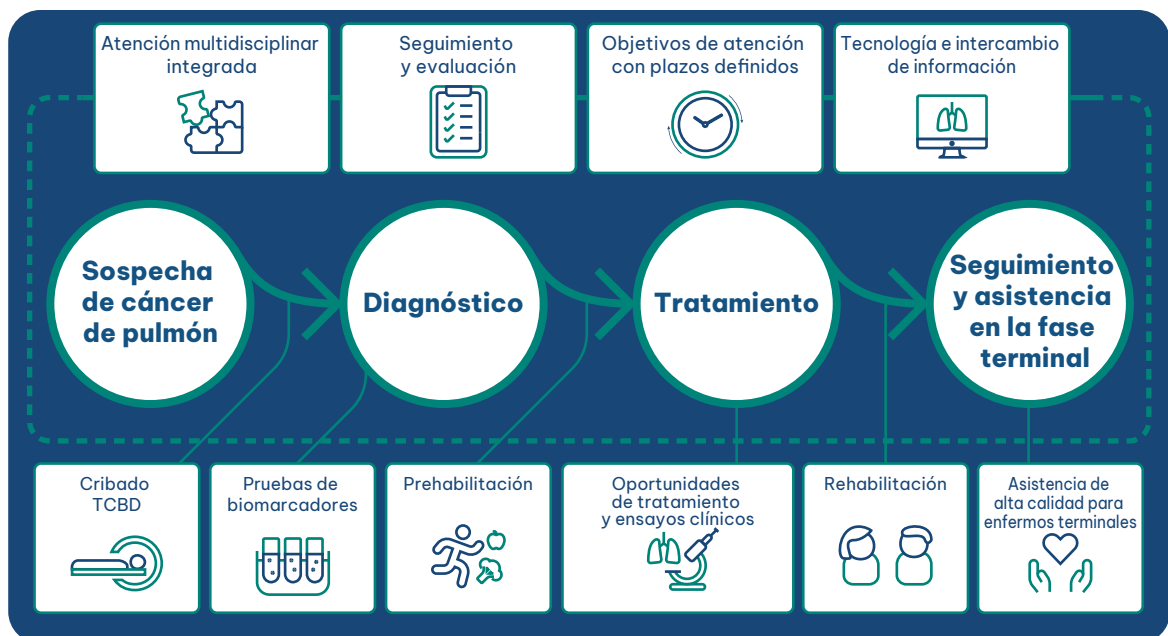 Atención multidisciplinar
integrada
Seguimiento
y evaluación
Objetivos de atención
con plazos definidos
Tecnología e intercambio
de información
Sospecha
de cáncer
de pulmón
Diagnóstico
Tratamiento
Seguimiento
y asistencia
en la fase
terminal
Cribado
TCBD
Pruebas de
biomarcadores
Prehabilitación
Oportunidades
de tratamiento
y ensayos clínicos
Rehabilitación
Asistencia de
alta calidad para
enfermos terminales